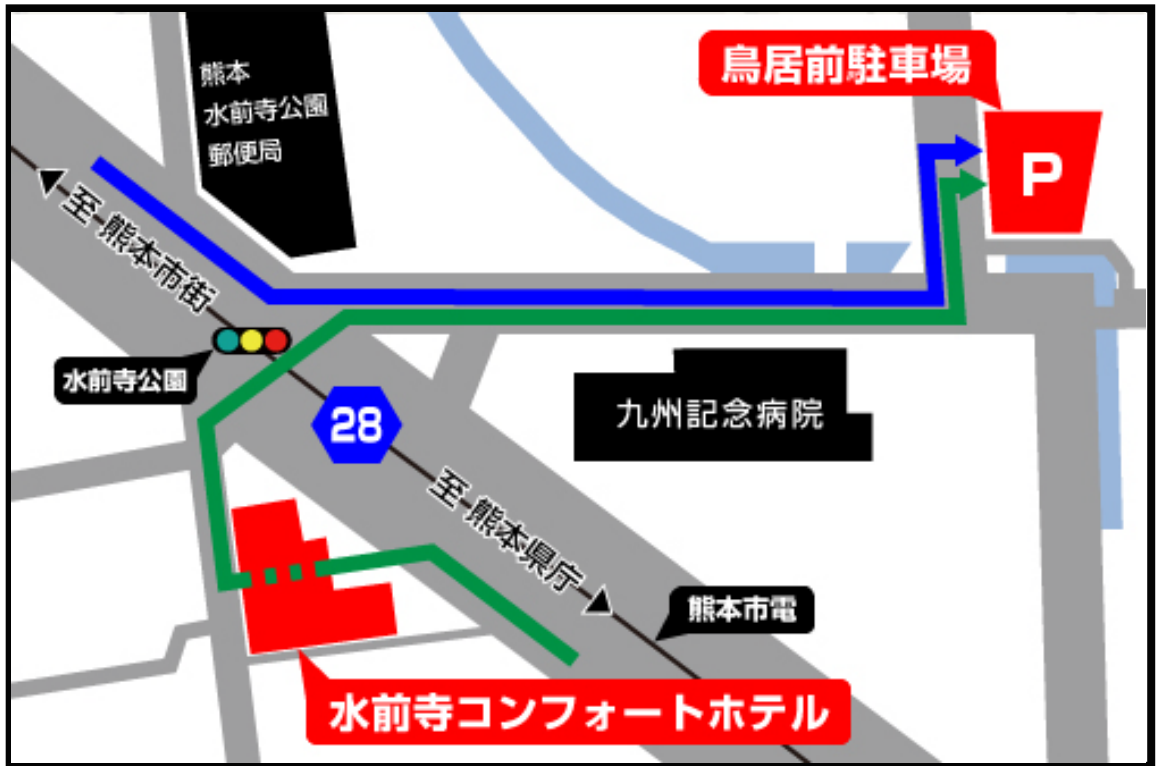 熊本
水前寺公園
郵便局
鳥居前駐車場
P
至 熊本市街
水前寺公園
28
九州記念病院
至 熊本県庁
熊本市電
水前寺コンフォートホテル